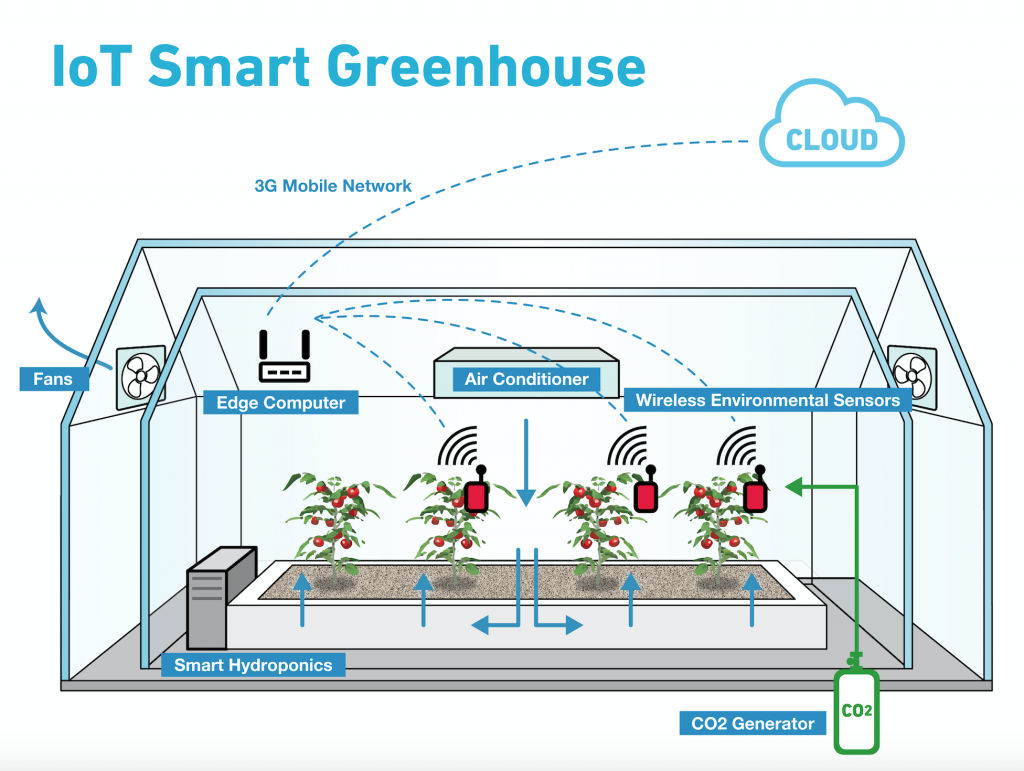 IoT Smart Greenhouse
CLOUD
3G Mobile Network
Fans
Air Conditioner
Edge Computer
Wireless Environmental Sensors
Smart Hydroponics
CO2
CO2 Generator